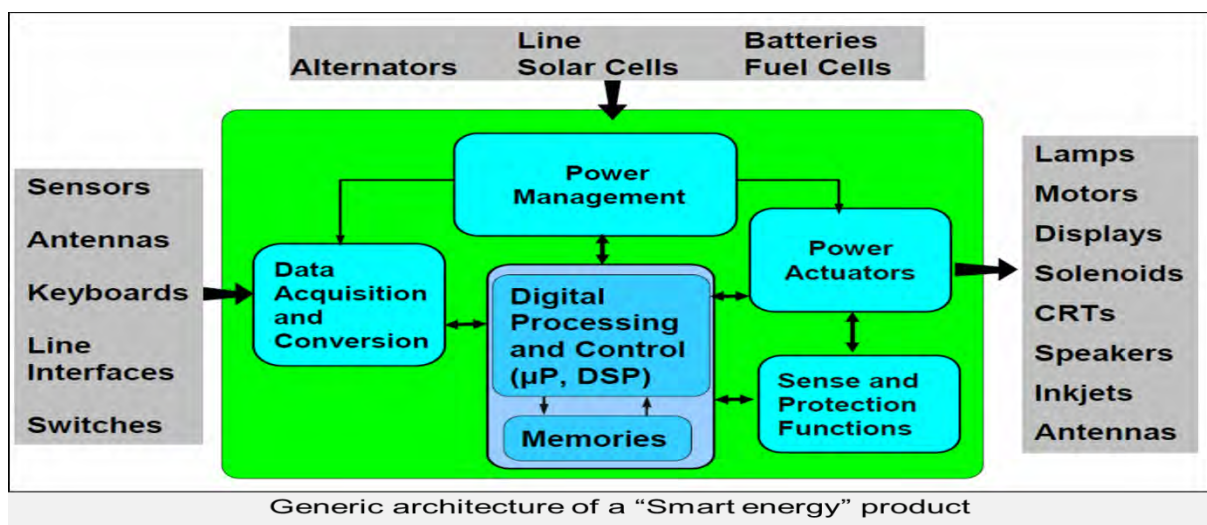 Line
Batteries
Alternators
Solar Cells
Fuel Cells
Sensors
Antennas
Keyboards
Line
Interfaces
Switches
Power
Management
Data
Acquisition
and
Conversion
Digital
Processing
and Control
(µP, DSP)
Memories
Power
Actuators
Sense and
Protection
Functions
Lamps
Motors
Displays
Solenoids
CRTs
Speakers
Inkjets
Antennas
Generic architecture of a “Smart energy” product